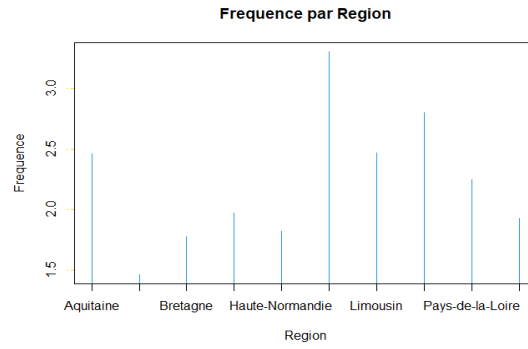 Frequence par Region
Frequence
3.0
2.5
2.0
1.5
Aquitaine Bretagne Haute-Normandie Limousin Pays-de-la-Loire
Region